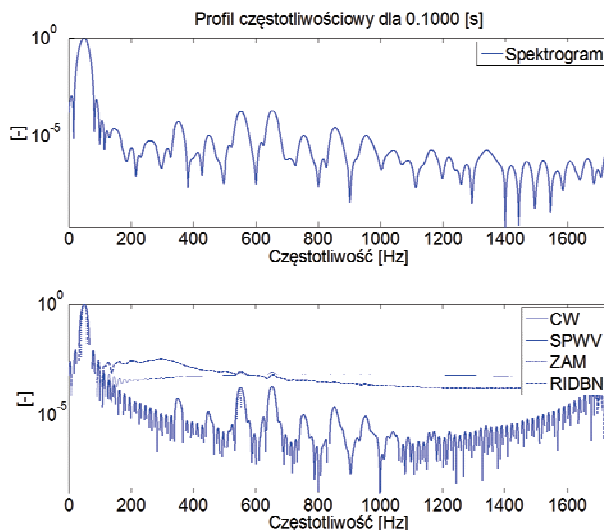 Profil częstotliwościowy dla 0.1000 [s]
10^0
10^-5
[-]
Spektrogram
0 200 400 600 800 1000 1200 1400 1600
Częstotliwość [Hz]
10^0
10^-5
[-]
CW
SPWV
ZAM
RIDBN
0 200 400 600 800 1000 1200 1400 1600
Częstotliwość [Hz]